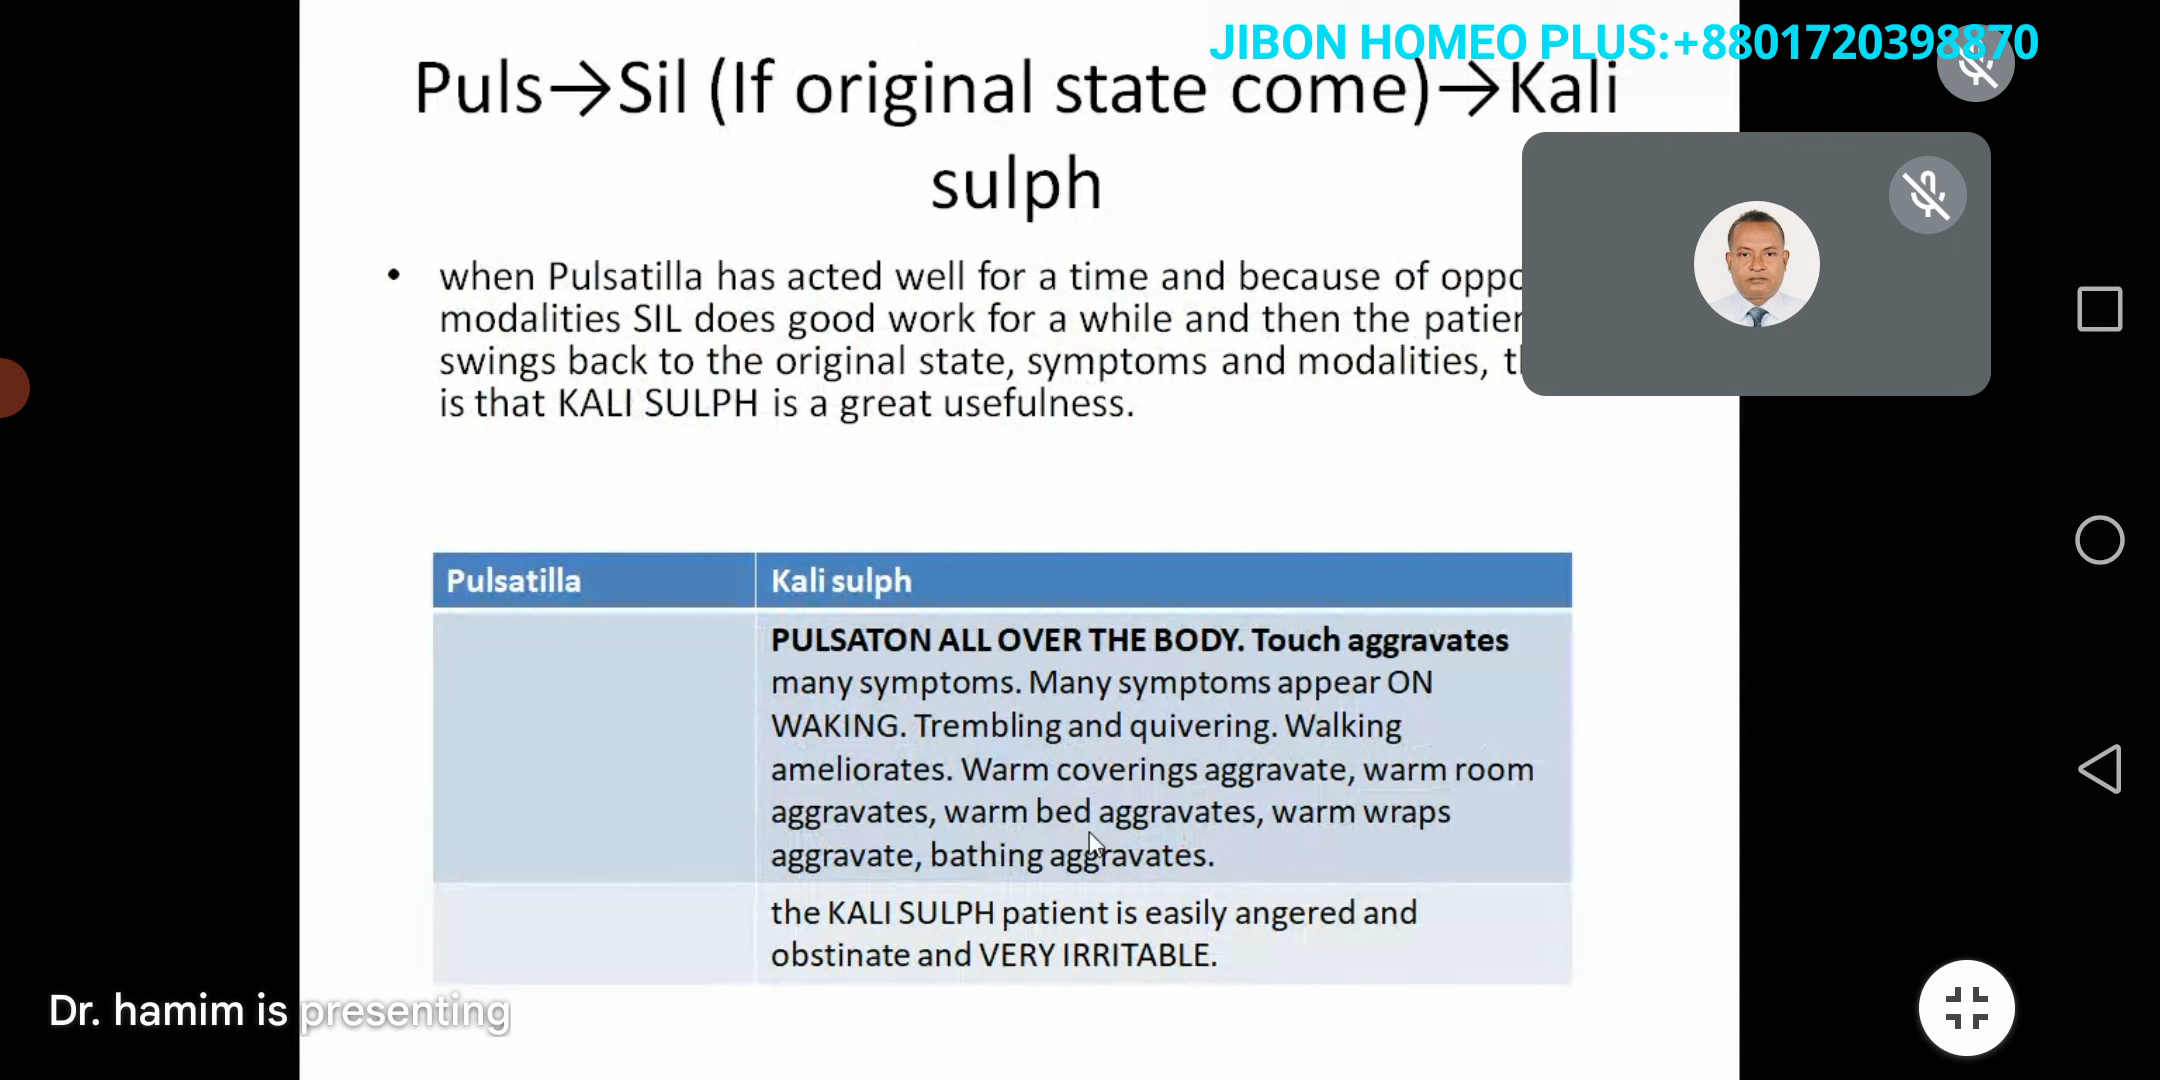 JIBON HOMEO PLUS:+8801720398870
Puls→Sil (If original state come)→Kali
sulph
• when Pulsatilla has acted well for a time and because of
modalities SIL does good work for a while and then the
swings back to the original state, symptoms and modalities,
is that KALI SULPH is a great usefulness.
Pulsatilla Kali sulph
PULSATON ALL OVER THE BODY. Touch aggravates
many symptoms. Many symptoms appear ON
WAKING. Trembling and quivering. Walking
ameliorates. Warm coverings aggravate, warm room
aggravates, warm bed aggravates, warm wraps
aggravate, bathing aggravates.
the KALI SULPH patient is easily angered and
obstinate and VERY IRRITABLE.
Dr. hamim is presenting